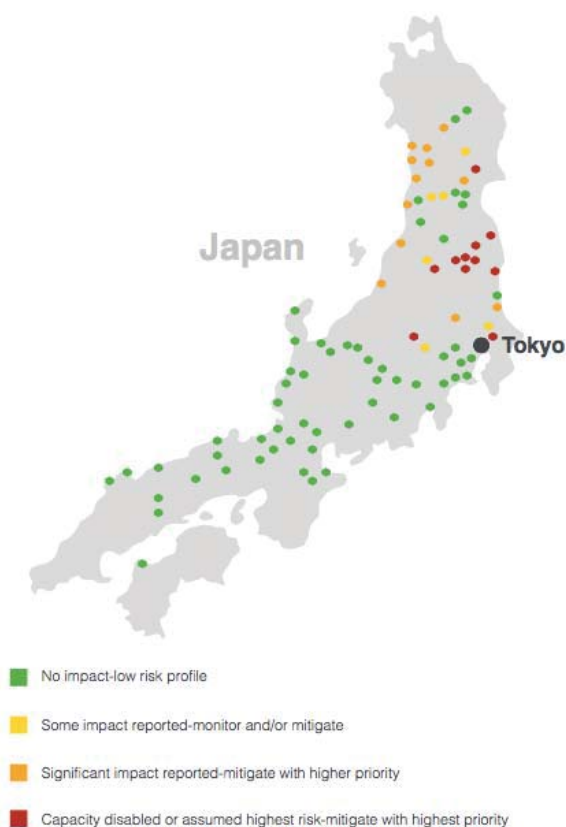 Japan
Tokyo
No impact-low risk profile
Some impact reported-monitor and/or mitigate
Significant impact reported-mitigate with higher priority
Capacity disabled or assumed highest risk-mitigate with highest priority